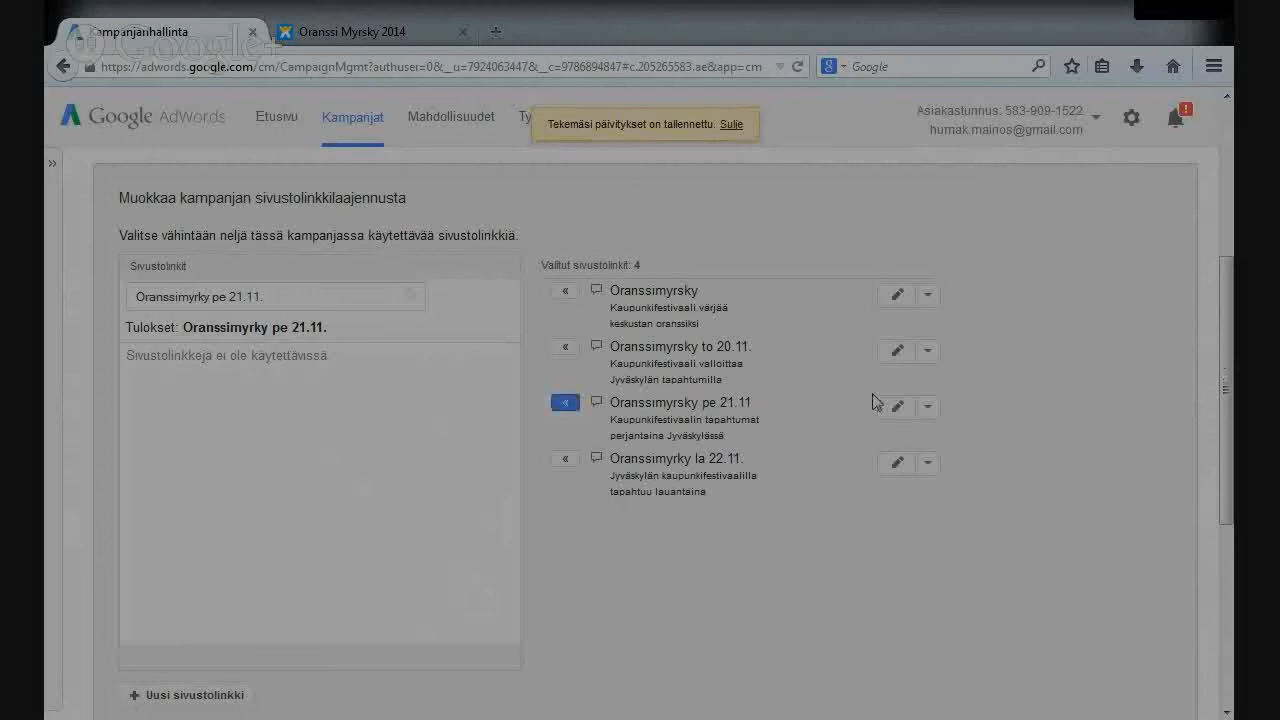 Kampanjanhallinta
Oranssi Myrsky 2014
Google+
https://adwords.google.com/cm/CampaignMgmt?authuser=0&__u=7924063447&__c=9786894847#c.205265583.ae&app=cm
Google
Google AdWords
Etusivu
Kampanjat
Mahdollisuudet
Ty
Tekemäsi päivitykset on tallennettu. Sulje
Asiakastunnus: 583-909-1522
humak.mainos@gmail.com
Muokkaa kampanjan sivustolinkkilaajennusta
Valitse vähintään neljä tässä kampanjassa käytettävää sivustolinkkiä.
Sivustolinkit
Oranssimyrky pe 21.11.
Tulokset: Oranssimyrky pe 21.11.
Sivustolinkkejä ei ole käytettävissä.
Valitut sivustolinkit: 4
Oranssimyrsky
Kaupunkifestivaali värjää
keskustan oranssiksi
Oranssimyrsky to 20.11.
Kaupunkifestivaali valloittaa
Jyväskylän tapahtumilla
Oranssimyrsky pe 21.11
Kaupunkifestivaalin tapahtumat
perjantaina Jyväskylässä
Oranssimyrky la 22.11.
Jyväskylän kaupunkifestivaalilla
tapahtuu lauantaina
+ Uusi sivustolinkki